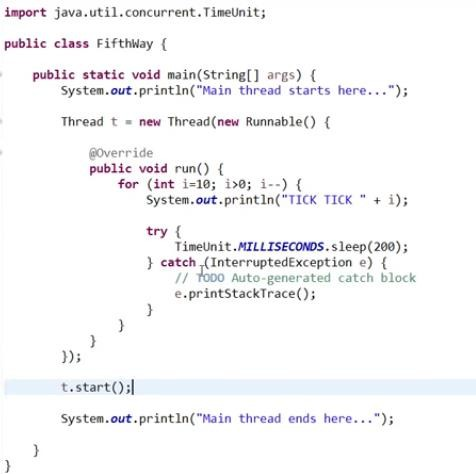 import java.util.concurrent.TimeUnit;
public class FifthWay {
public static void main(String[] args) {
System.out.println("Main thread starts here...");
Thread t = new Thread(new Runnable() {
@Override
public void run() {
for (int i=10; i>0; i--) {
System.out.println("TICK TICK " + i);
try {
TimeUnit.MILLISECONDS.sleep(200);
} catch (InterruptedException e) {
// TODO Auto-generated catch block
e.printStackTrace();
}
}
}
});
t.start();
System.out.println("Main thread ends here...");
}
}